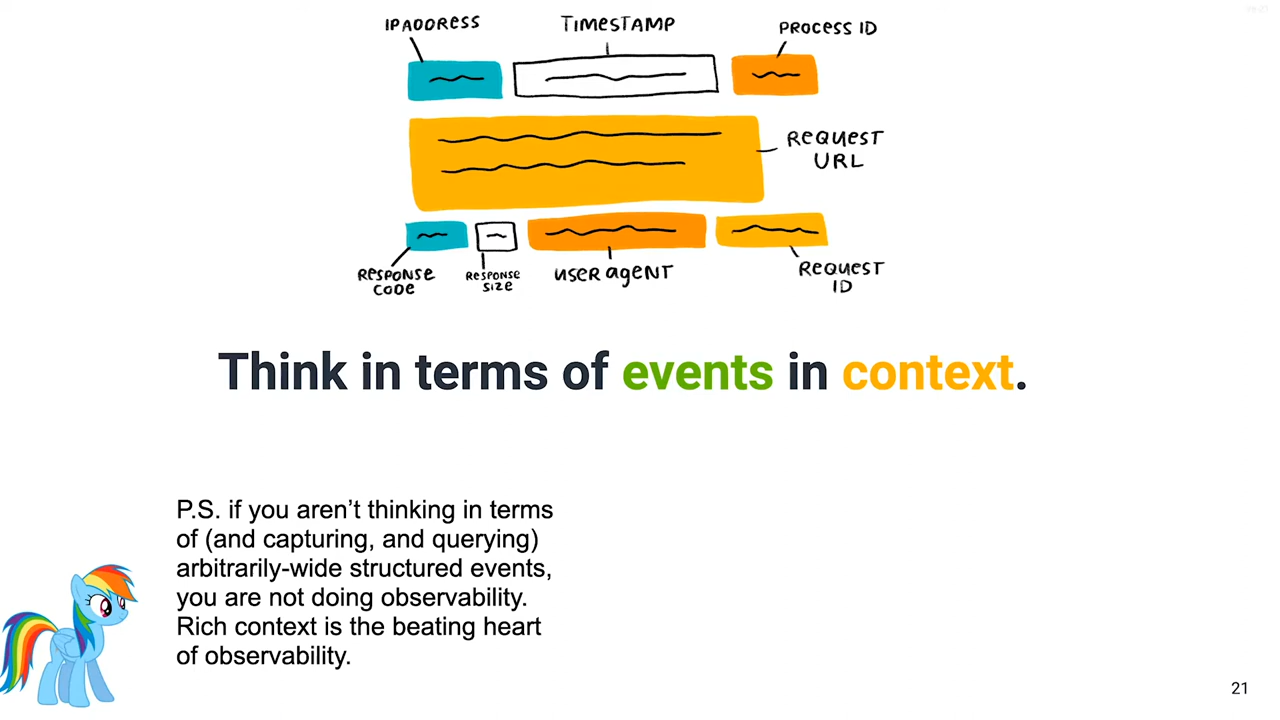 IP ADDRESS
TIMESTAMP
PROCESS ID
REQUEST
URL
RESPONSE
CODE
RESPONSE
SIZE
USER AGENT
REQUEST
ID
Think in terms of events in context.
P.S. if you aren’t thinking in terms
of (and capturing, and querying)
arbitrarily-wide structured events,
you are not doing observability.
Rich context is the beating heart
of observability.
21